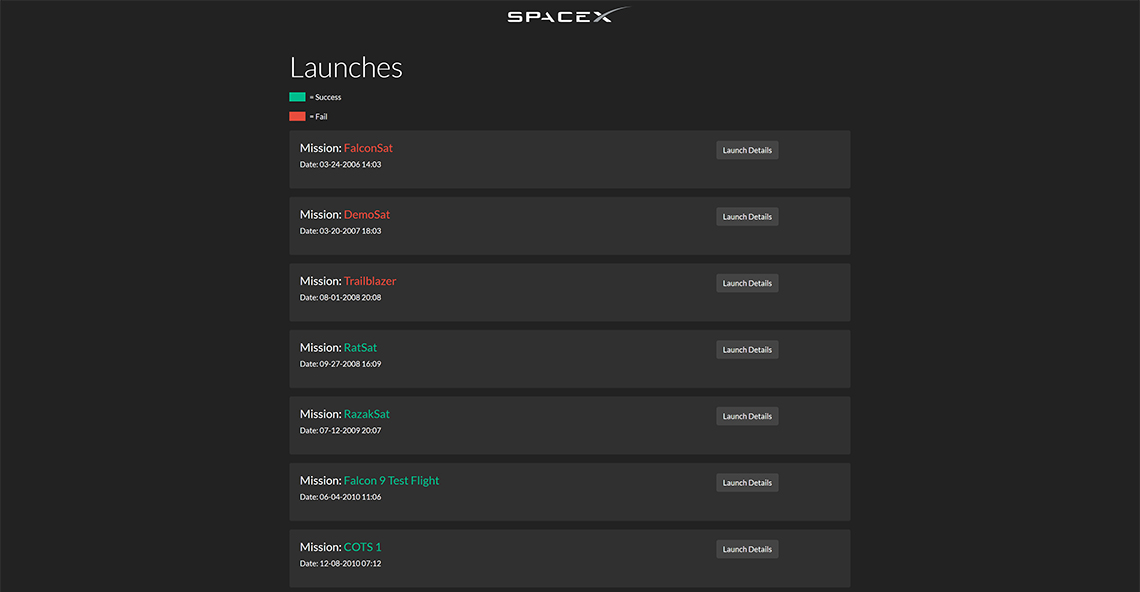 SPACEX
Launches
= Success
= Fail
Mission: FalconSat
Launch Details
Date: 03-24-2006 14:03
Mission: DemoSat
Launch Details
Date: 03-20-2007 18:03
Mission: Trailblazer
Launch Details
Date: 08-01-2008 20:08
Mission: RatSat
Launch Details
Date: 09-27-2008 16:09
Mission: RazakSat
Launch Details
Date: 07-12-2009 20:07
Mission: Falcon 9 Test Flight
Launch Details
Date: 06-04-2010 11:06
Mission: COTS 1
Launch Details
Date: 12-08-2010 07:12